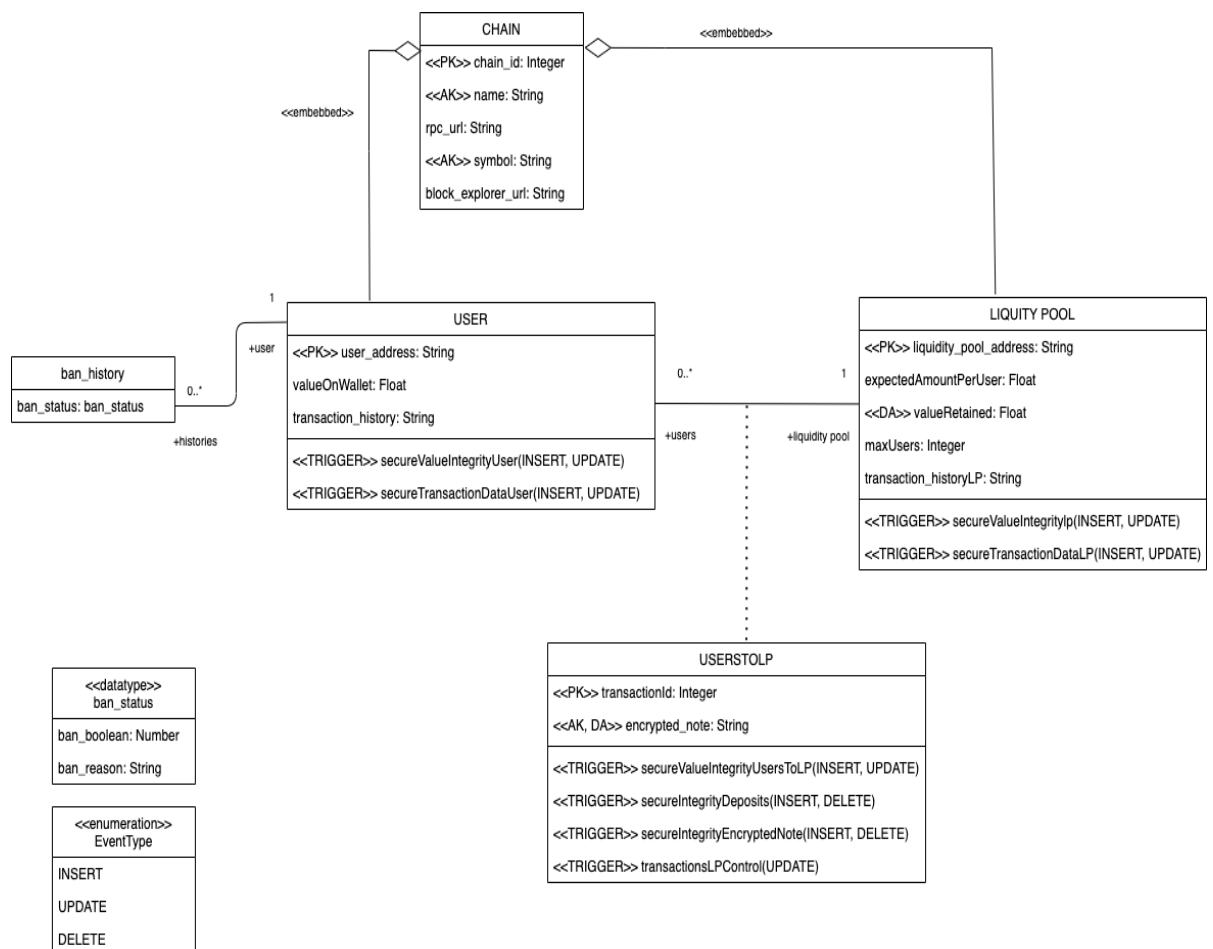 CHAIN
<<PK>> chain_id: Integer
<<AK>> name: String
rpc_url: String
<<AK>> symbol: String
block_explorer_url: String
<<embebbed>>
<<embedded>>
1
+user
0..*
+histories
ban_history
ban_status: ban_status
USER
<<PK>> user_address: String
valueOnWallet: Float
transaction_history: String
<<TRIGGER>> secureValueIntegrityUser(INSERT, UPDATE)
<<TRIGGER>> secureTransactionDataUser(INSERT, UPDATE)
0..*
+users
1
+liquidity pool
LIQUITY POOL
<<PK>> liquidity_pool_address: String
expectedAmountPerUser: Float
<<DA>> valueRetained: Float
maxUsers: Integer
transaction_historyLP: String
<<TRIGGER>> secureValueIntegritylp(INSERT, UPDATE)
<<TRIGGER>> secureTransactionDataLP(INSERT, UPDATE)
USERSTOLP
<<PK>> transactionId: Integer
<<AK, DA>> encrypted_note: String
<<TRIGGER>> secureValueIntegrityUsersToLP(INSERT, UPDATE)
<<TRIGGER>> secureIntegrityDeposits(INSERT, DELETE)
<<TRIGGER>> secureIntegrityEncryptedNote(INSERT, DELETE)
<<TRIGGER>> transactionsLPControl(UPDATE)
<<datatype>>
ban_status
ban_boolean: Number
ban_reason: String
<<enumeration>>
EventType
INSERT
UPDATE
DELETE